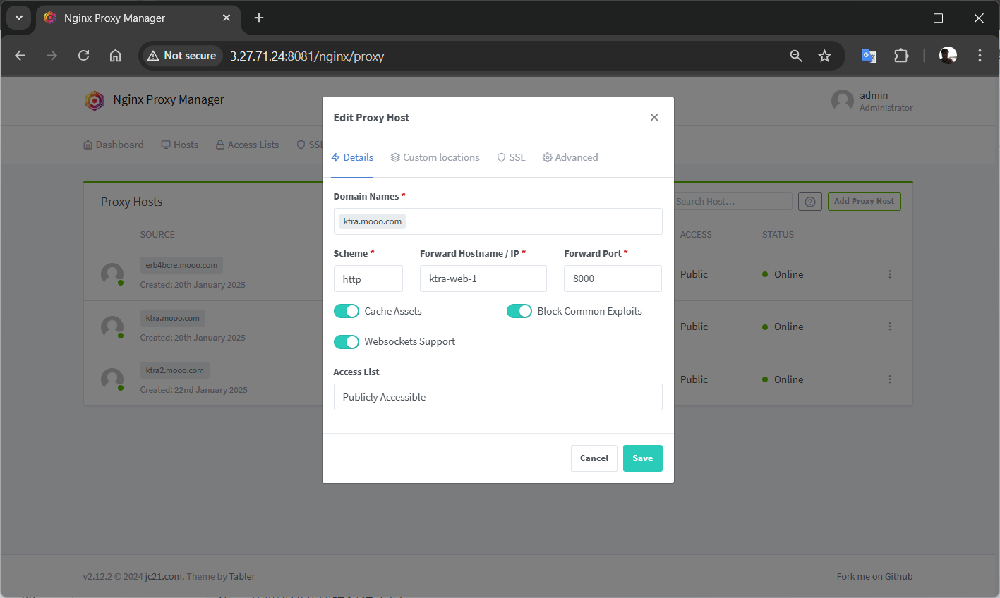 Nginx Proxy Manager
Not secure 3.27.71.24:8081/nginx/proxy
Nginx Proxy Manager
admin
Administrator
Dashboard Hosts Access Lists SSL
Proxy Hosts
Search Host... Add Proxy Host
SOURCE ACCESS STATUS
erb4bcre.mooo.com
Created: 20th January 2025
Public Online
ktra.mooo.com
Created: 20th January 2025
Public Online
ktra2.mooo.com
Created: 22nd January 2025
Public Online
Edit Proxy Host
Details Custom locations SSL Advanced
Domain Names *
ktra.mooo.com
Scheme * Forward Hostname / IP * Forward Port *
http ktra-web-1 8000
Cache Assets Block Common Exploits
Websockets Support
Access List
Publicly Accessible
Cancel Save
v2.12.2 © 2024 jc21.com. Theme by Tabler Fork me on Github